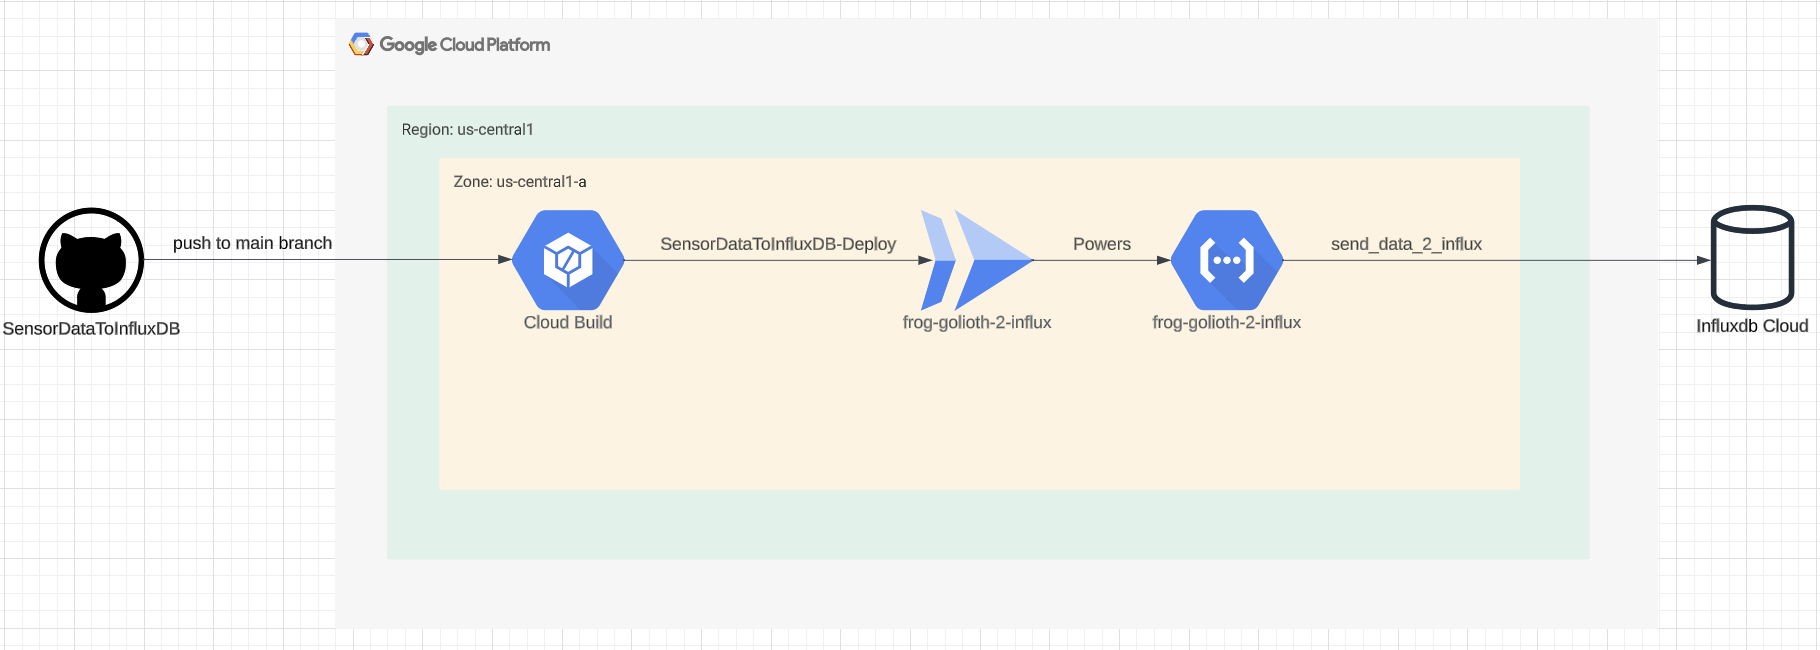 Google Cloud Platform
Region: us-central1
Zone: us-central1-a
push to main branch
SensorDataToInfluxDB-Deploy
Powers
send_data_2_influx
SensorDataToInfluxDB
Cloud Build
frog-golioth-2-influx
frog-golioth-2-influx
Influxdb Cloud